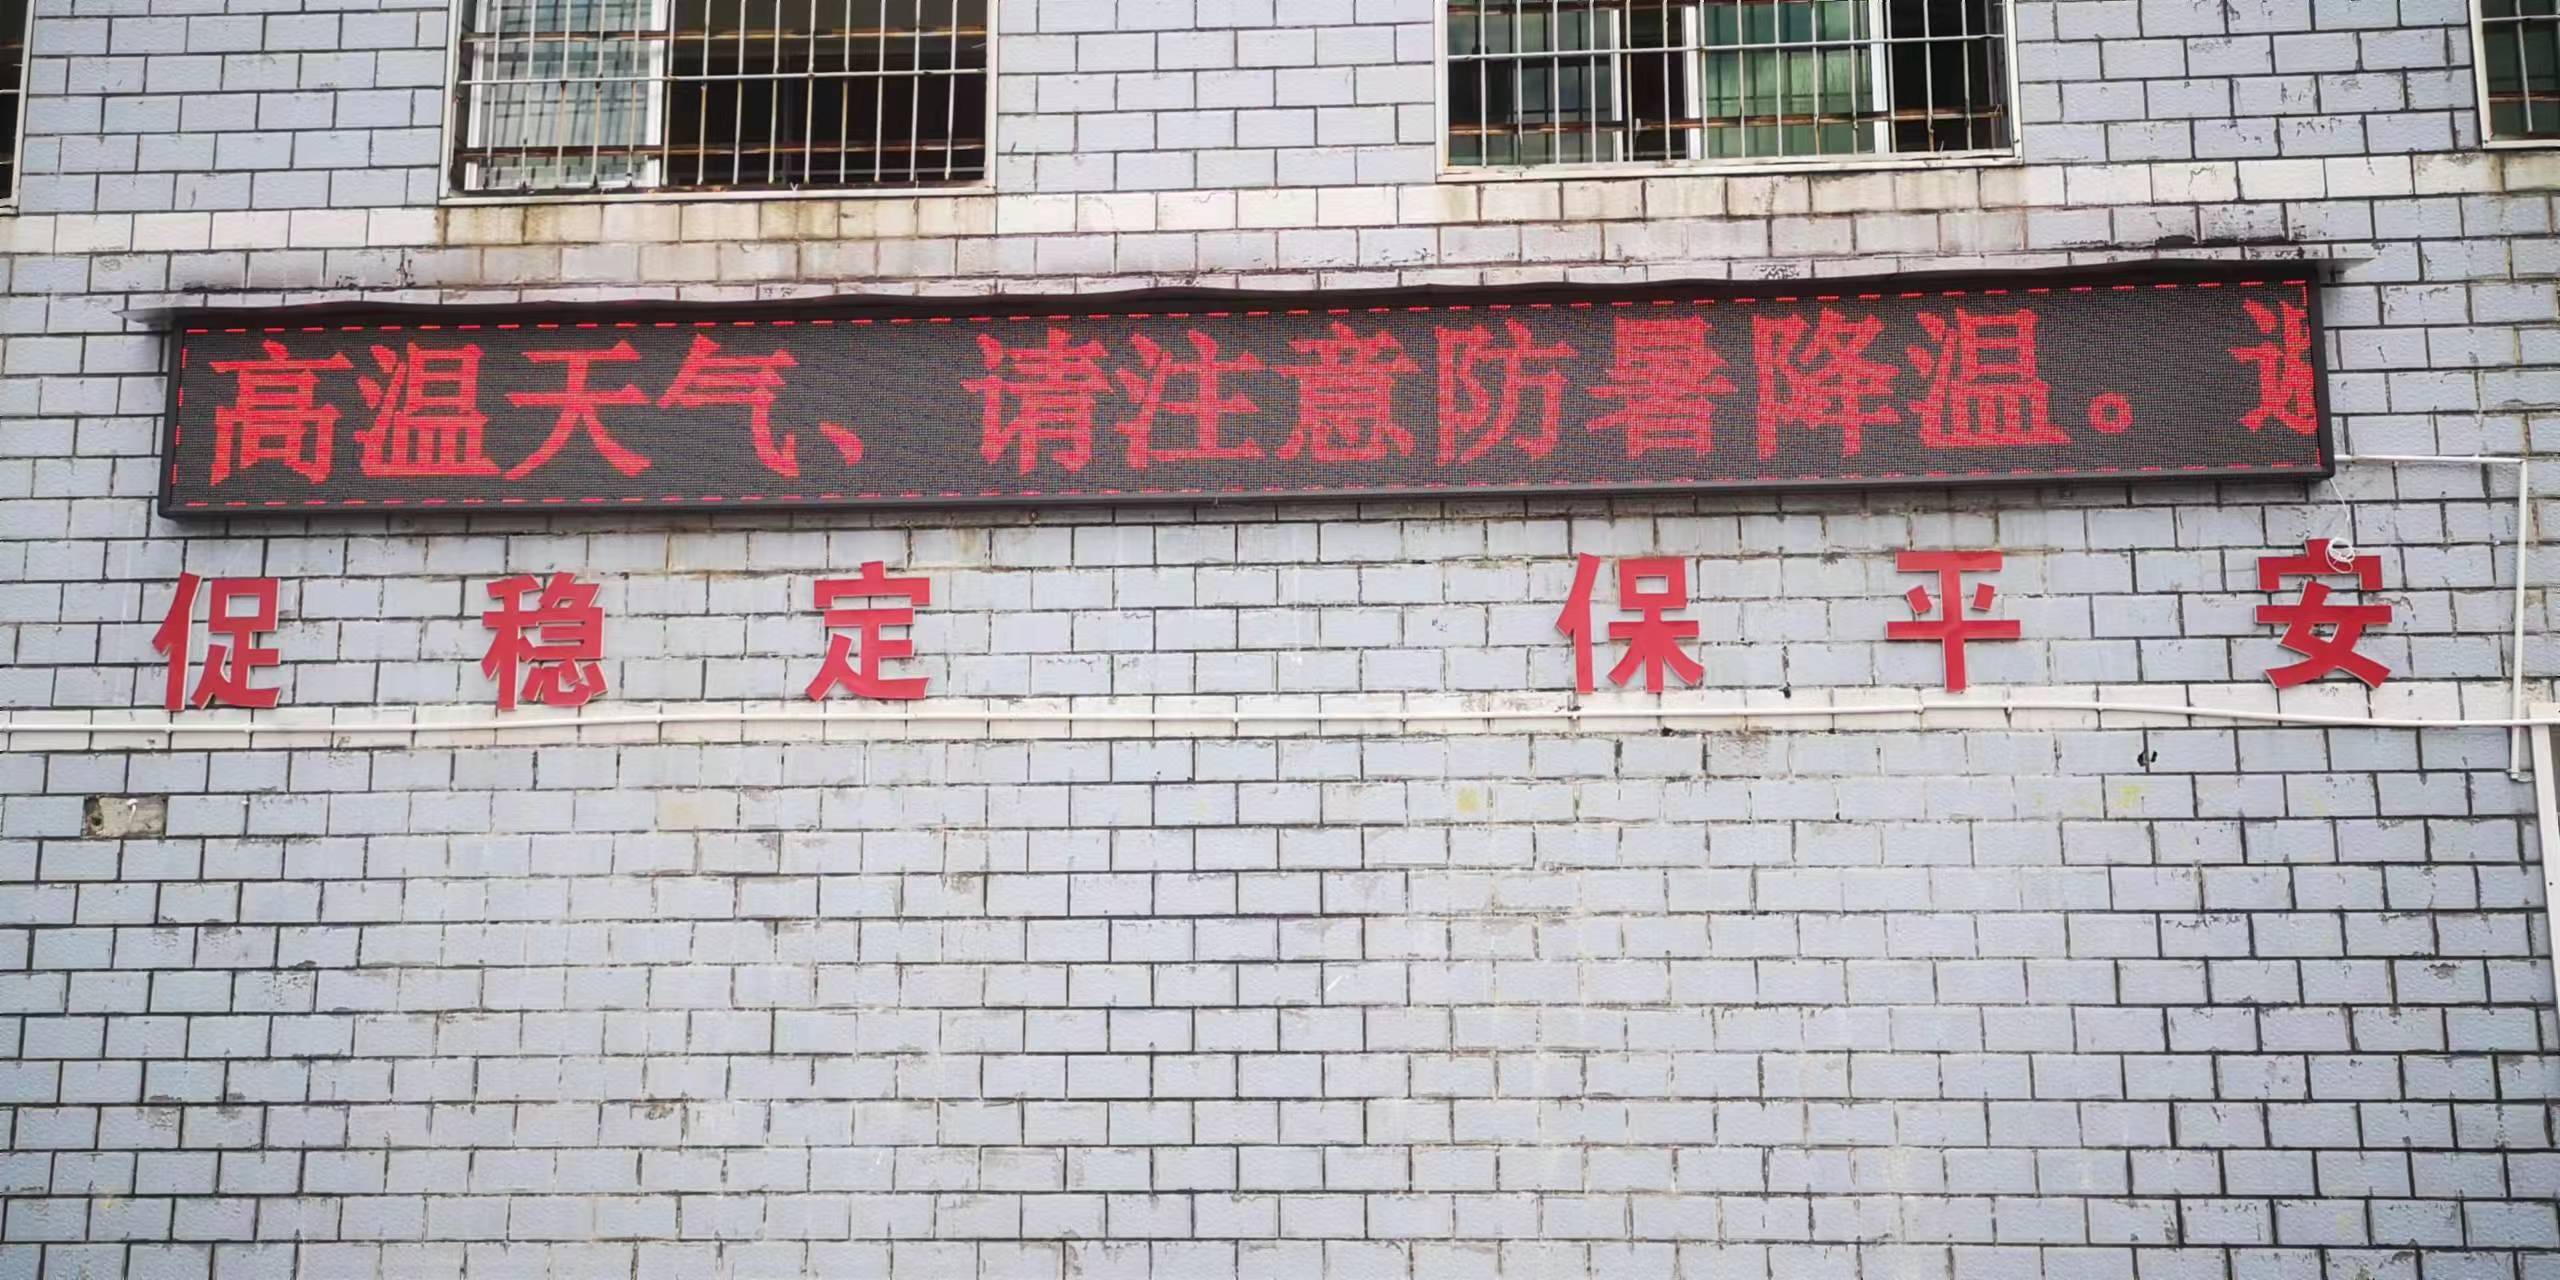 高温天气、请注意防暑降温。
促稳定 保平安